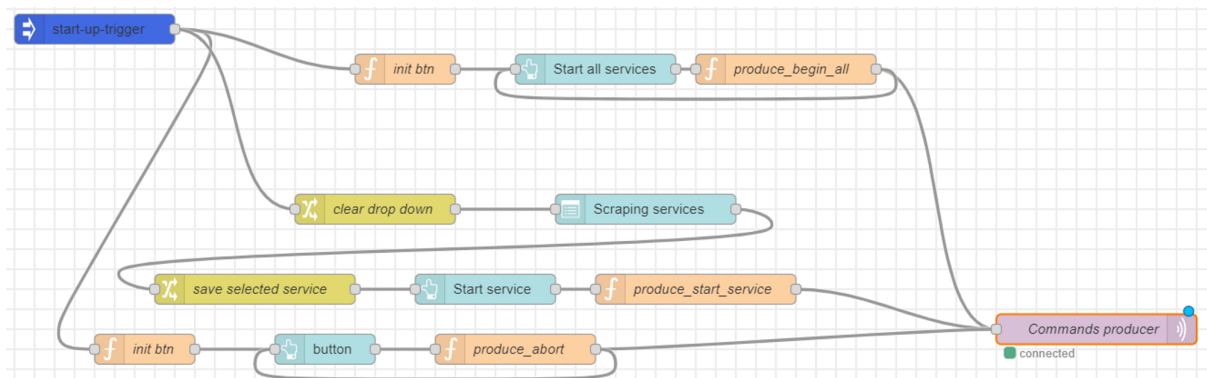 start-up-trigger
init btn
Start all services
produce_begin_all
clear drop down
Scraping services
save selected service
Start service
produce_start_service
Commands producer
connected
init btn
button
produce_abort